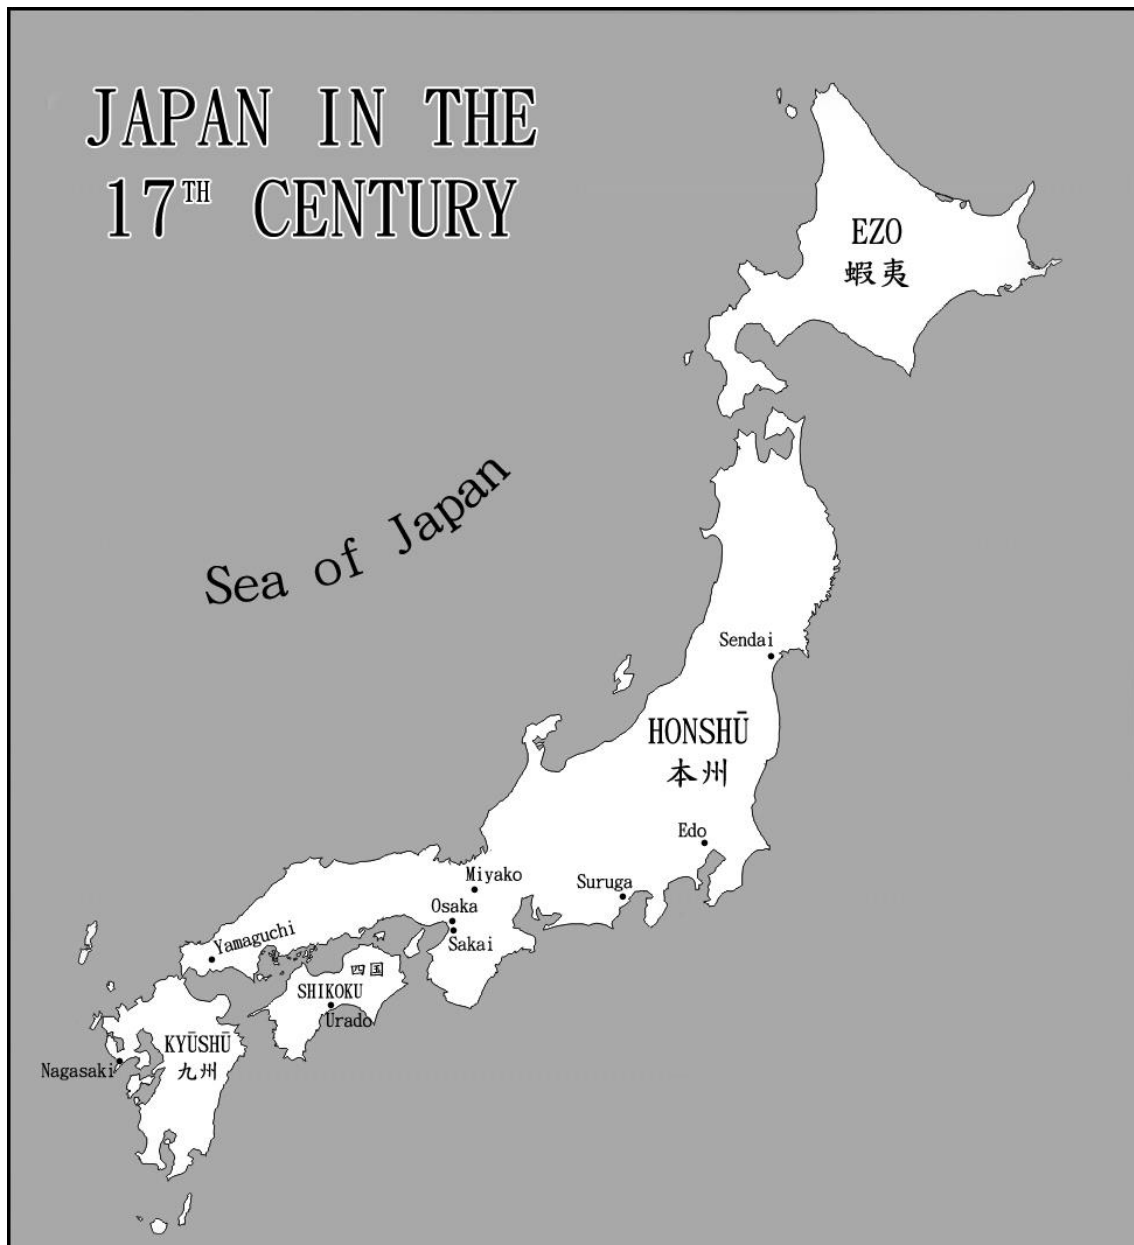 JAPAN IN THE
17TH CENTURY
EZO
蝦夷
Sea of Japan
Sendai
HONSHŪ
本州
Edo
Miyako
Suruga
Osaka
Sakai
Yamaguchi
四国
SHIKOKU
Urado
KYŪSHŪ
九州
Nagasaki